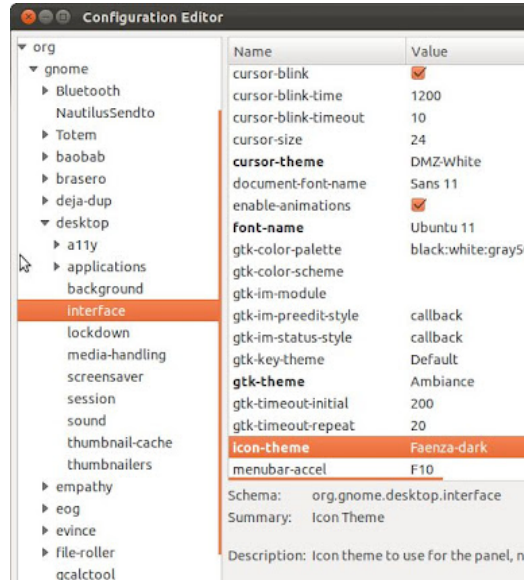 Configuration Editor
org
gnome
Bluetooth
NautilusSendto
Totem
baobab
brasero
deja-dup
desktop
a11y
applications
background
interface
lockdown
media-handling
screensaver
session
sound
thumbnail-cache
thumbnailers
empathy
eog
evince
file-roller
gcalctool
Name Value
cursor-blink
cursor-blink-time 1200
cursor-blink-timeout 10
cursor-size 24
cursor-theme DMZ-White
document-font-name Sans 11
enable-animations
font-name Ubuntu 11
gtk-color-palette black:white:grayS
gtk-color-scheme
gtk-im-module
gtk-im-preedit-style callback
gtk-im-status-style callback
gtk-key-theme Default
gtk-theme Ambiance
gtk-timeout-initial 200
gtk-timeout-repeat 20
icon-theme Faenza-dark
menubar-accel F10
Schema: org.gnome.desktop.interface
Summary: Icon Theme
Description: Icon theme to use for the panel, n